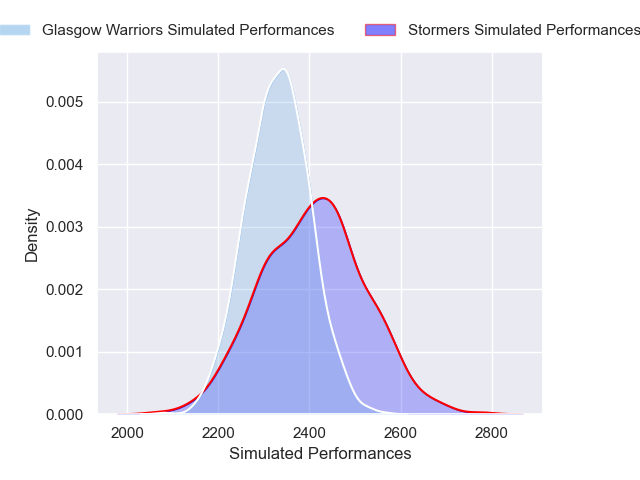 Glasgow Warriors Simulated Performances Stormers Simulated Performances
0.005
0.004
0.003
0.002
0.001
0.000
Density
2000 2200 2400 2600 2800
Simulated Performances